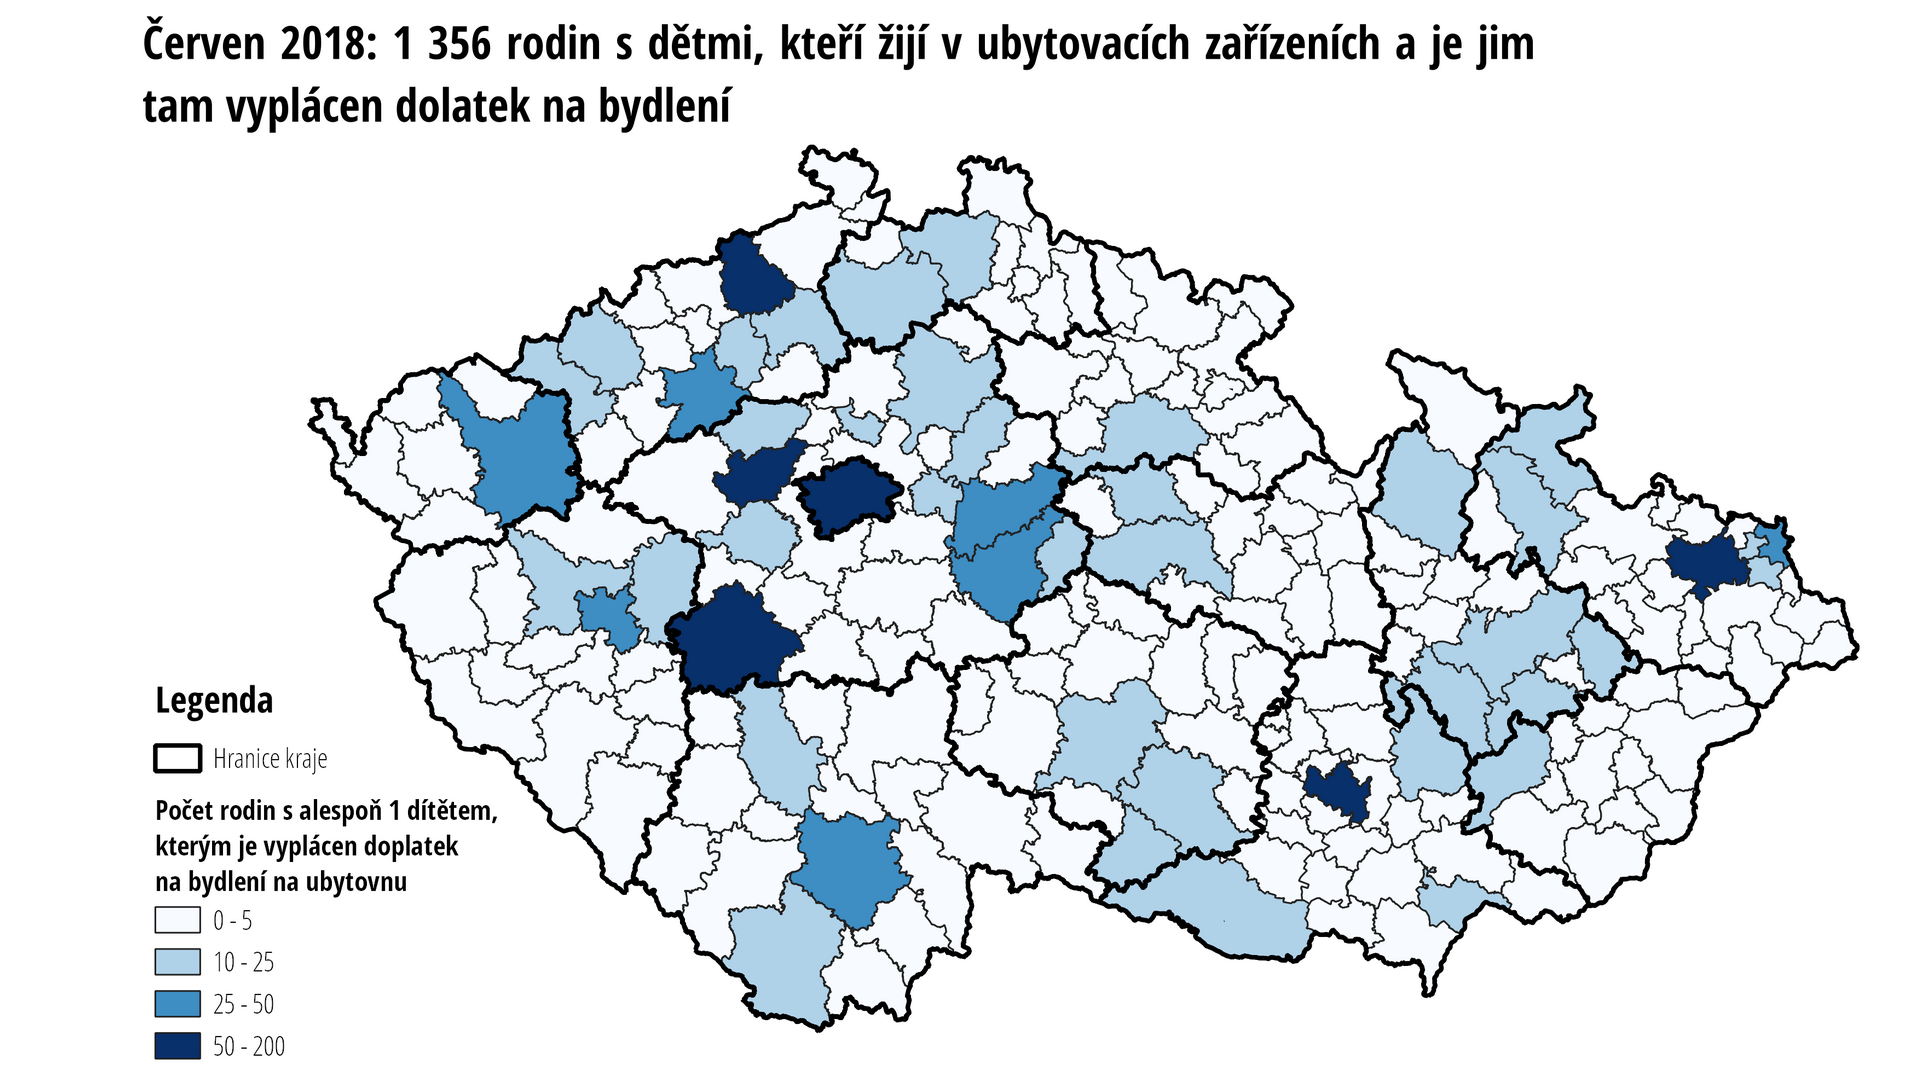 Červen 2018: 1 356 rodin s dětmi, kteří žijí v ubytovacích zařízeních a je jim
tam vyplácen dolatek na bydlení
Legenda
Hranice kraje
Počet rodin s alespoň 1 dítětem,
kterým je vyplácen doplatek
na bydlení na ubytovnu
0 - 5
10 - 25
25 - 50
50 - 200